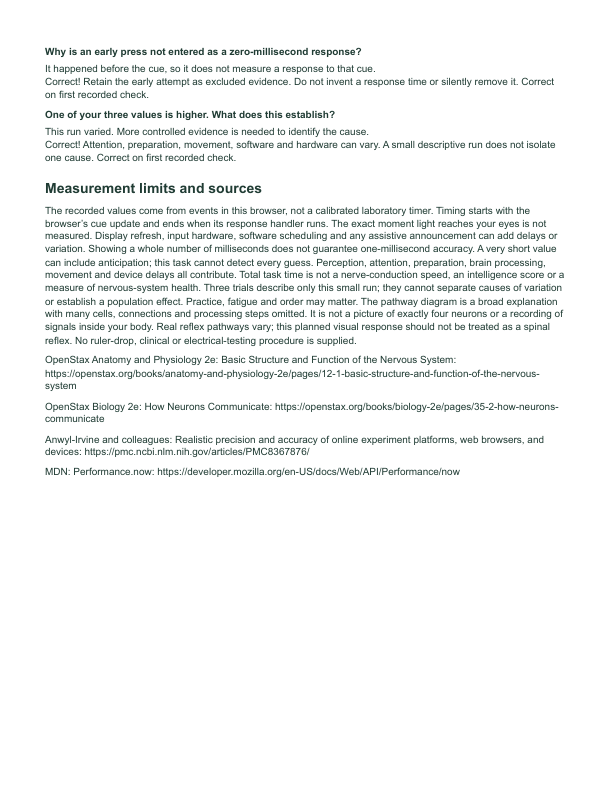 Why is an early press not entered as a zero-millisecond response?
It happened before the cue, so it does not measure a response to that cue.
Correct! Retain the early attempt as excluded evidence. Do not invent a response time or silently remove it. Correct
on first recorded check.
One of your three values is higher. What does this establish?
This run varied. More controlled evidence is needed to identify the cause.
Correct! Attention, preparation, movement, software and hardware can vary. A small descriptive run does not isolate
one cause. Correct on first recorded check.
Measurement limits and sources
The recorded values come from events in this browser, not a calibrated laboratory timer. Timing starts with the
browser's cue update and ends when its response handler runs. The exact moment light reaches your eyes is not
measured. Display refresh, input hardware, software scheduling and any assistive announcement can add delays or
variation. Showing a whole number of milliseconds does not guarantee one-millisecond accuracy. A very short value
can include anticipation; this task cannot detect every guess. Perception, attention, preparation, brain processing,
movement and device delays all contribute. Total task time is not a nerve-conduction speed, an intelligence score or a
measure of nervous-system health. Three trials describe only this small run; they cannot separate causes of variation
or establish a population effect. Practice, fatigue and order may matter. The pathway diagram is a broad explanation
with many cells, connections and processing steps omitted. It is not a picture of exactly four neurons or a recording of
signals inside your body. Real reflex pathways vary; this planned visual response should not be treated as a spinal
reflex. No ruler-drop, clinical or electrical-testing procedure is supplied.
OpenStax Anatomy and Physiology 2e: Basic Structure and Function of the Nervous System:
https://openstax.org/books/anatomy-and-physiology-2e/pages/12-1-basic-structure-and-function-of-the-nervous-
system
OpenStax Biology 2e: How Neurons Communicate: https://openstax.org/books/biology-2e/pages/35-2-how-neurons-
communicate
Anwyl-Irvine and colleagues: Realistic precision and accuracy of online experiment platforms, web browsers, and
devices: https://pmc.ncbi.nlm.nih.gov/articles/PMC8367876/
MDN: Performance.now: https://developer.mozilla.org/en-US/docs/Web/API/Performance/now